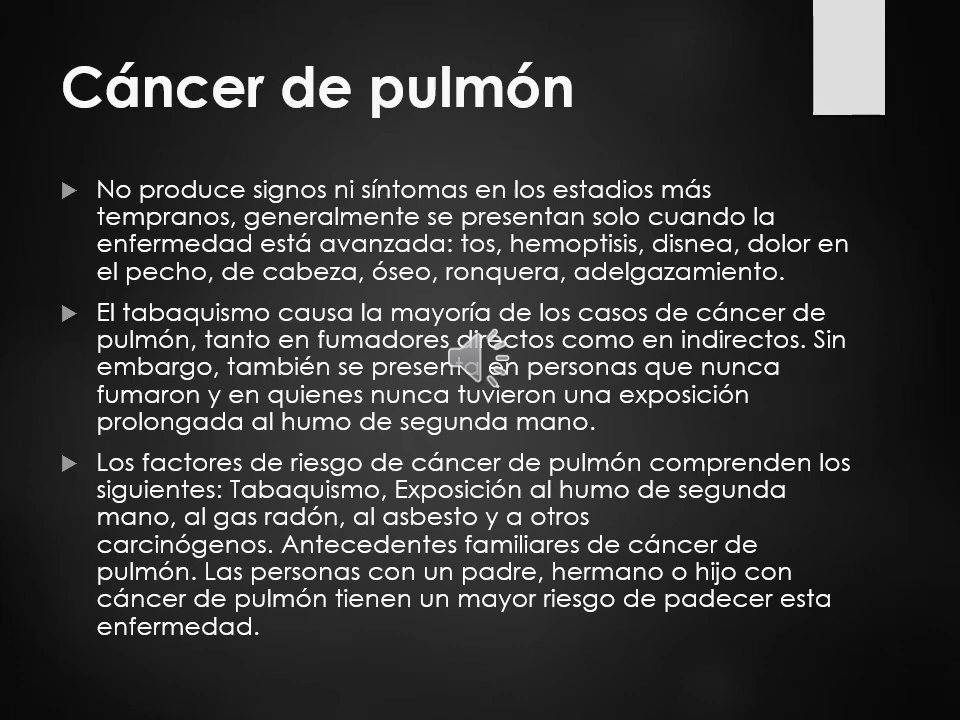 Cáncer de pulmón
No produce signos ni síntomas en los estadios más
tempranos, generalmente se presentan solo cuando la
enfermedad está avanzada: tos, hemoptisis, disnea, dolor en
el pecho, de cabeza, óseo, ronquera, adelgazamiento.
El tabaquismo causa la mayoría de los casos de cáncer de
pulmón, tanto en fumadores directos como en indirectos. Sin
embargo, también se presenta en personas que nunca
fumaron y en quienes nunca tuvieron una exposición
prolongada al humo de segunda mano.
Los factores de riesgo de cáncer de pulmón comprenden los
siguientes: Tabaquismo, Exposición al humo de segunda
mano, al gas radón, al asbesto y a otros
carcinógenos. Antecedentes familiares de cáncer de
pulmón. Las personas con un padre, hermano o hijo con
cáncer de pulmón tienen un mayor riesgo de padecer esta
enfermedad.